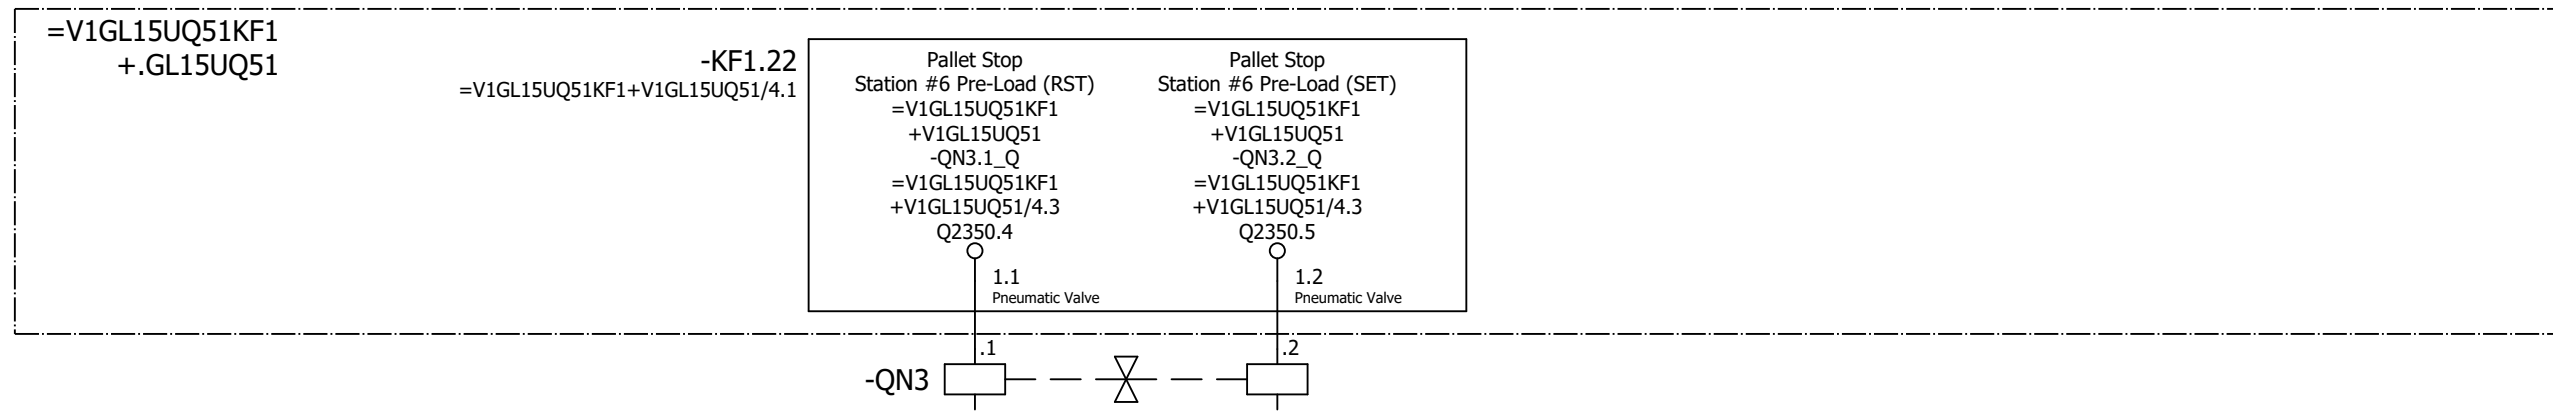 =V1GL15UQ51KF1
+.GL15UQ51
-KF1.22
=V1GL15UQ51KF1+V1GL15UQ51/4.1
Pallet Stop
Station #6 Pre-Load (RST)
=V1GL15UQ51KF1
+V1GL15UQ51
-QN3.1_Q
=V1GL15UQ51KF1
+V1GL15UQ51/4.3
Q2350.4
1.1
Pneumatic Valve
Pallet Stop
Station #6 Pre-Load (SET)
=V1GL15UQ51KF1
+V1GL15UQ51
-QN3.2_Q
=V1GL15UQ51KF1
+V1GL15UQ51/4.3
Q2350.5
1.2
Pneumatic Valve
-QN3
.1
.2